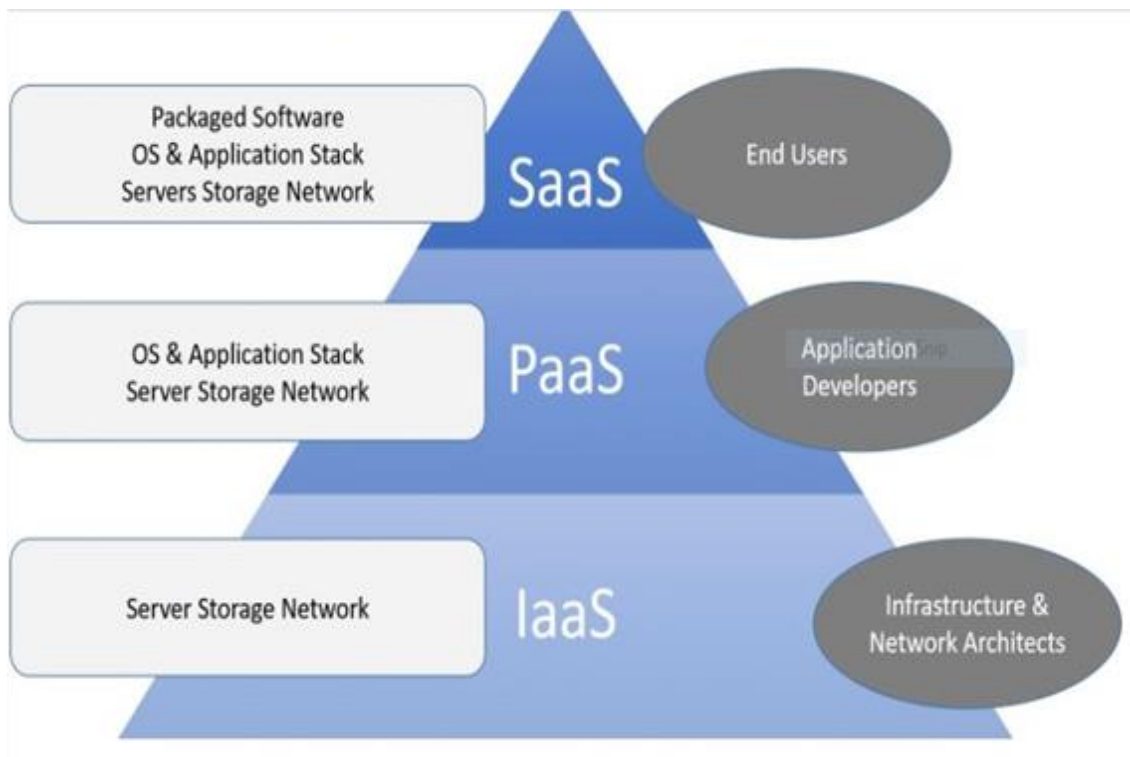 Packaged Software
OS & Application Stack
Servers Storage Network
SaaS
End Users
OS & Application Stack
Server Storage Network
PaaS
Application
Developers
Server Storage Network
IaaS
Infrastructure &
Network Architects